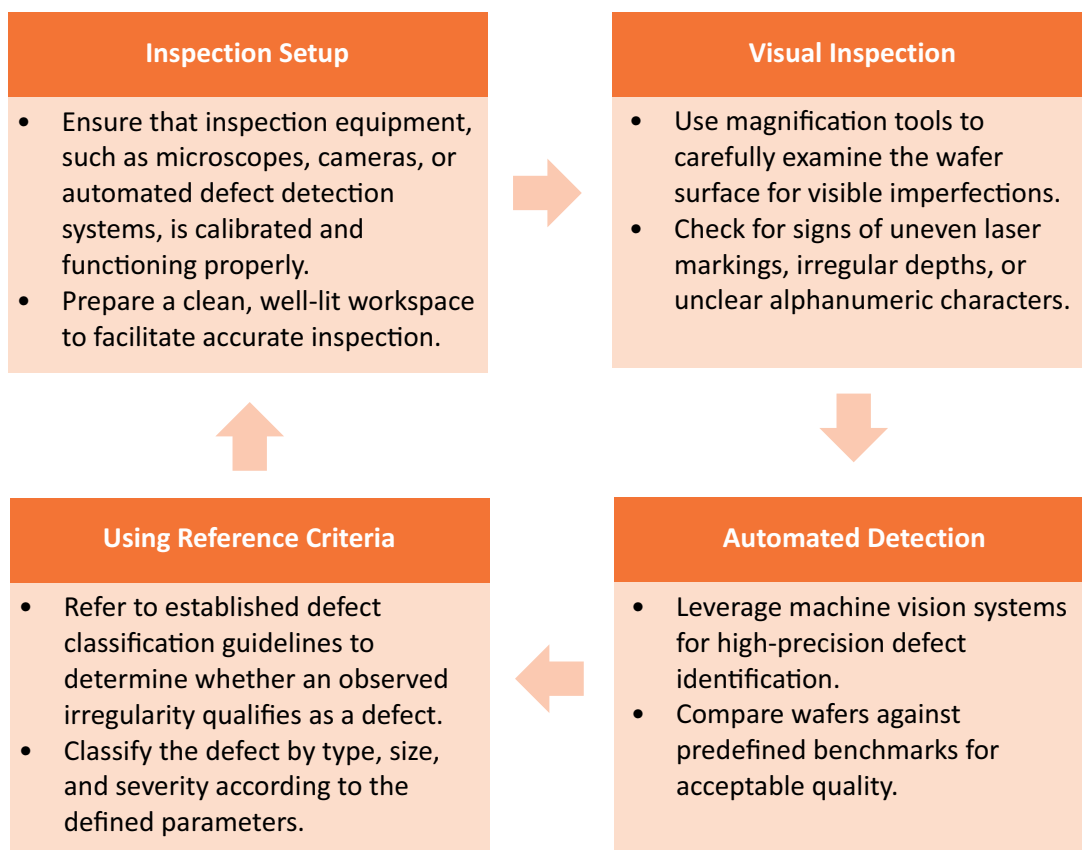 Inspection Setup
• Ensure that inspection equipment,
such as microscopes, cameras, or
automated defect detection
systems, is calibrated and
functioning properly.
• Prepare a clean, well-lit workspace
to facilitate accurate inspection.
Visual Inspection
• Use magnification tools to
carefully examine the wafer
surface for visible imperfections.
• Check for signs of uneven laser
markings, irregular depths, or
unclear alphanumeric characters.
Automated Detection
• Leverage machine vision systems
for high-precision defect
identification.
• Compare wafers against
predefined benchmarks for
acceptable quality.
Using Reference Criteria
• Refer to established defect
classification guidelines to
determine whether an observed
irregularity qualifies as a defect.
• Classify the defect by type, size,
and severity according to the
defined parameters.